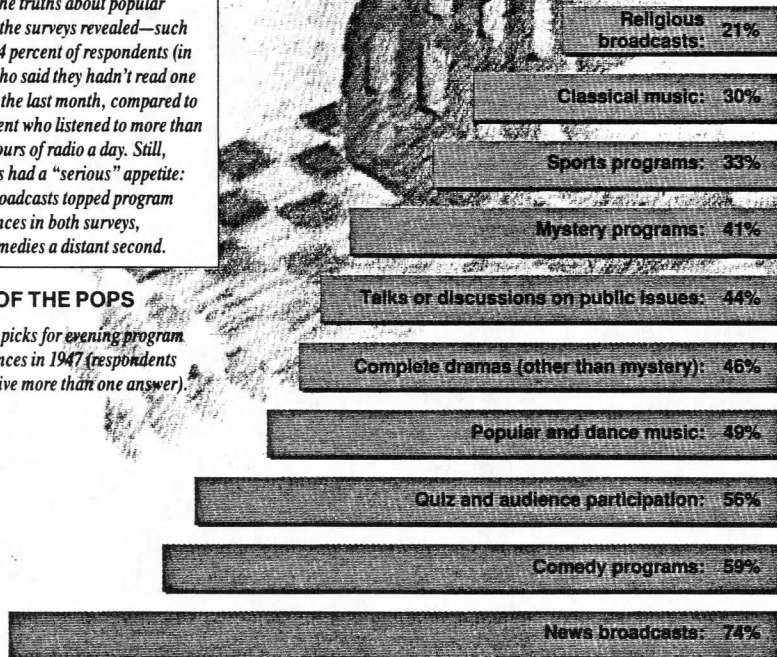 the truths about popular
the surveys revealed—such
4 percent of respondents (in
ho said they hadn't read one
the last month, compared to
ent who listened to more than
ours of radio a day. Still,
s had a "serious" appetite:
oadcasts topped program
nces in both surveys,
medies a distant second.
OF THE POPS
picks for evening program
nces in 1947 (respondents
ive more than one answer).
Religious
broadcasts: 21%
Classical music: 30%
Sports programs: 33%
Mystery programs: 41%
Talks or discussions on public issues: 44%
Complete dramas (other than mystery): 46%
Popular and dance music: 49%
Quiz and audience participation: 56%
Comedy programs: 59%
News broadcasts: 74%